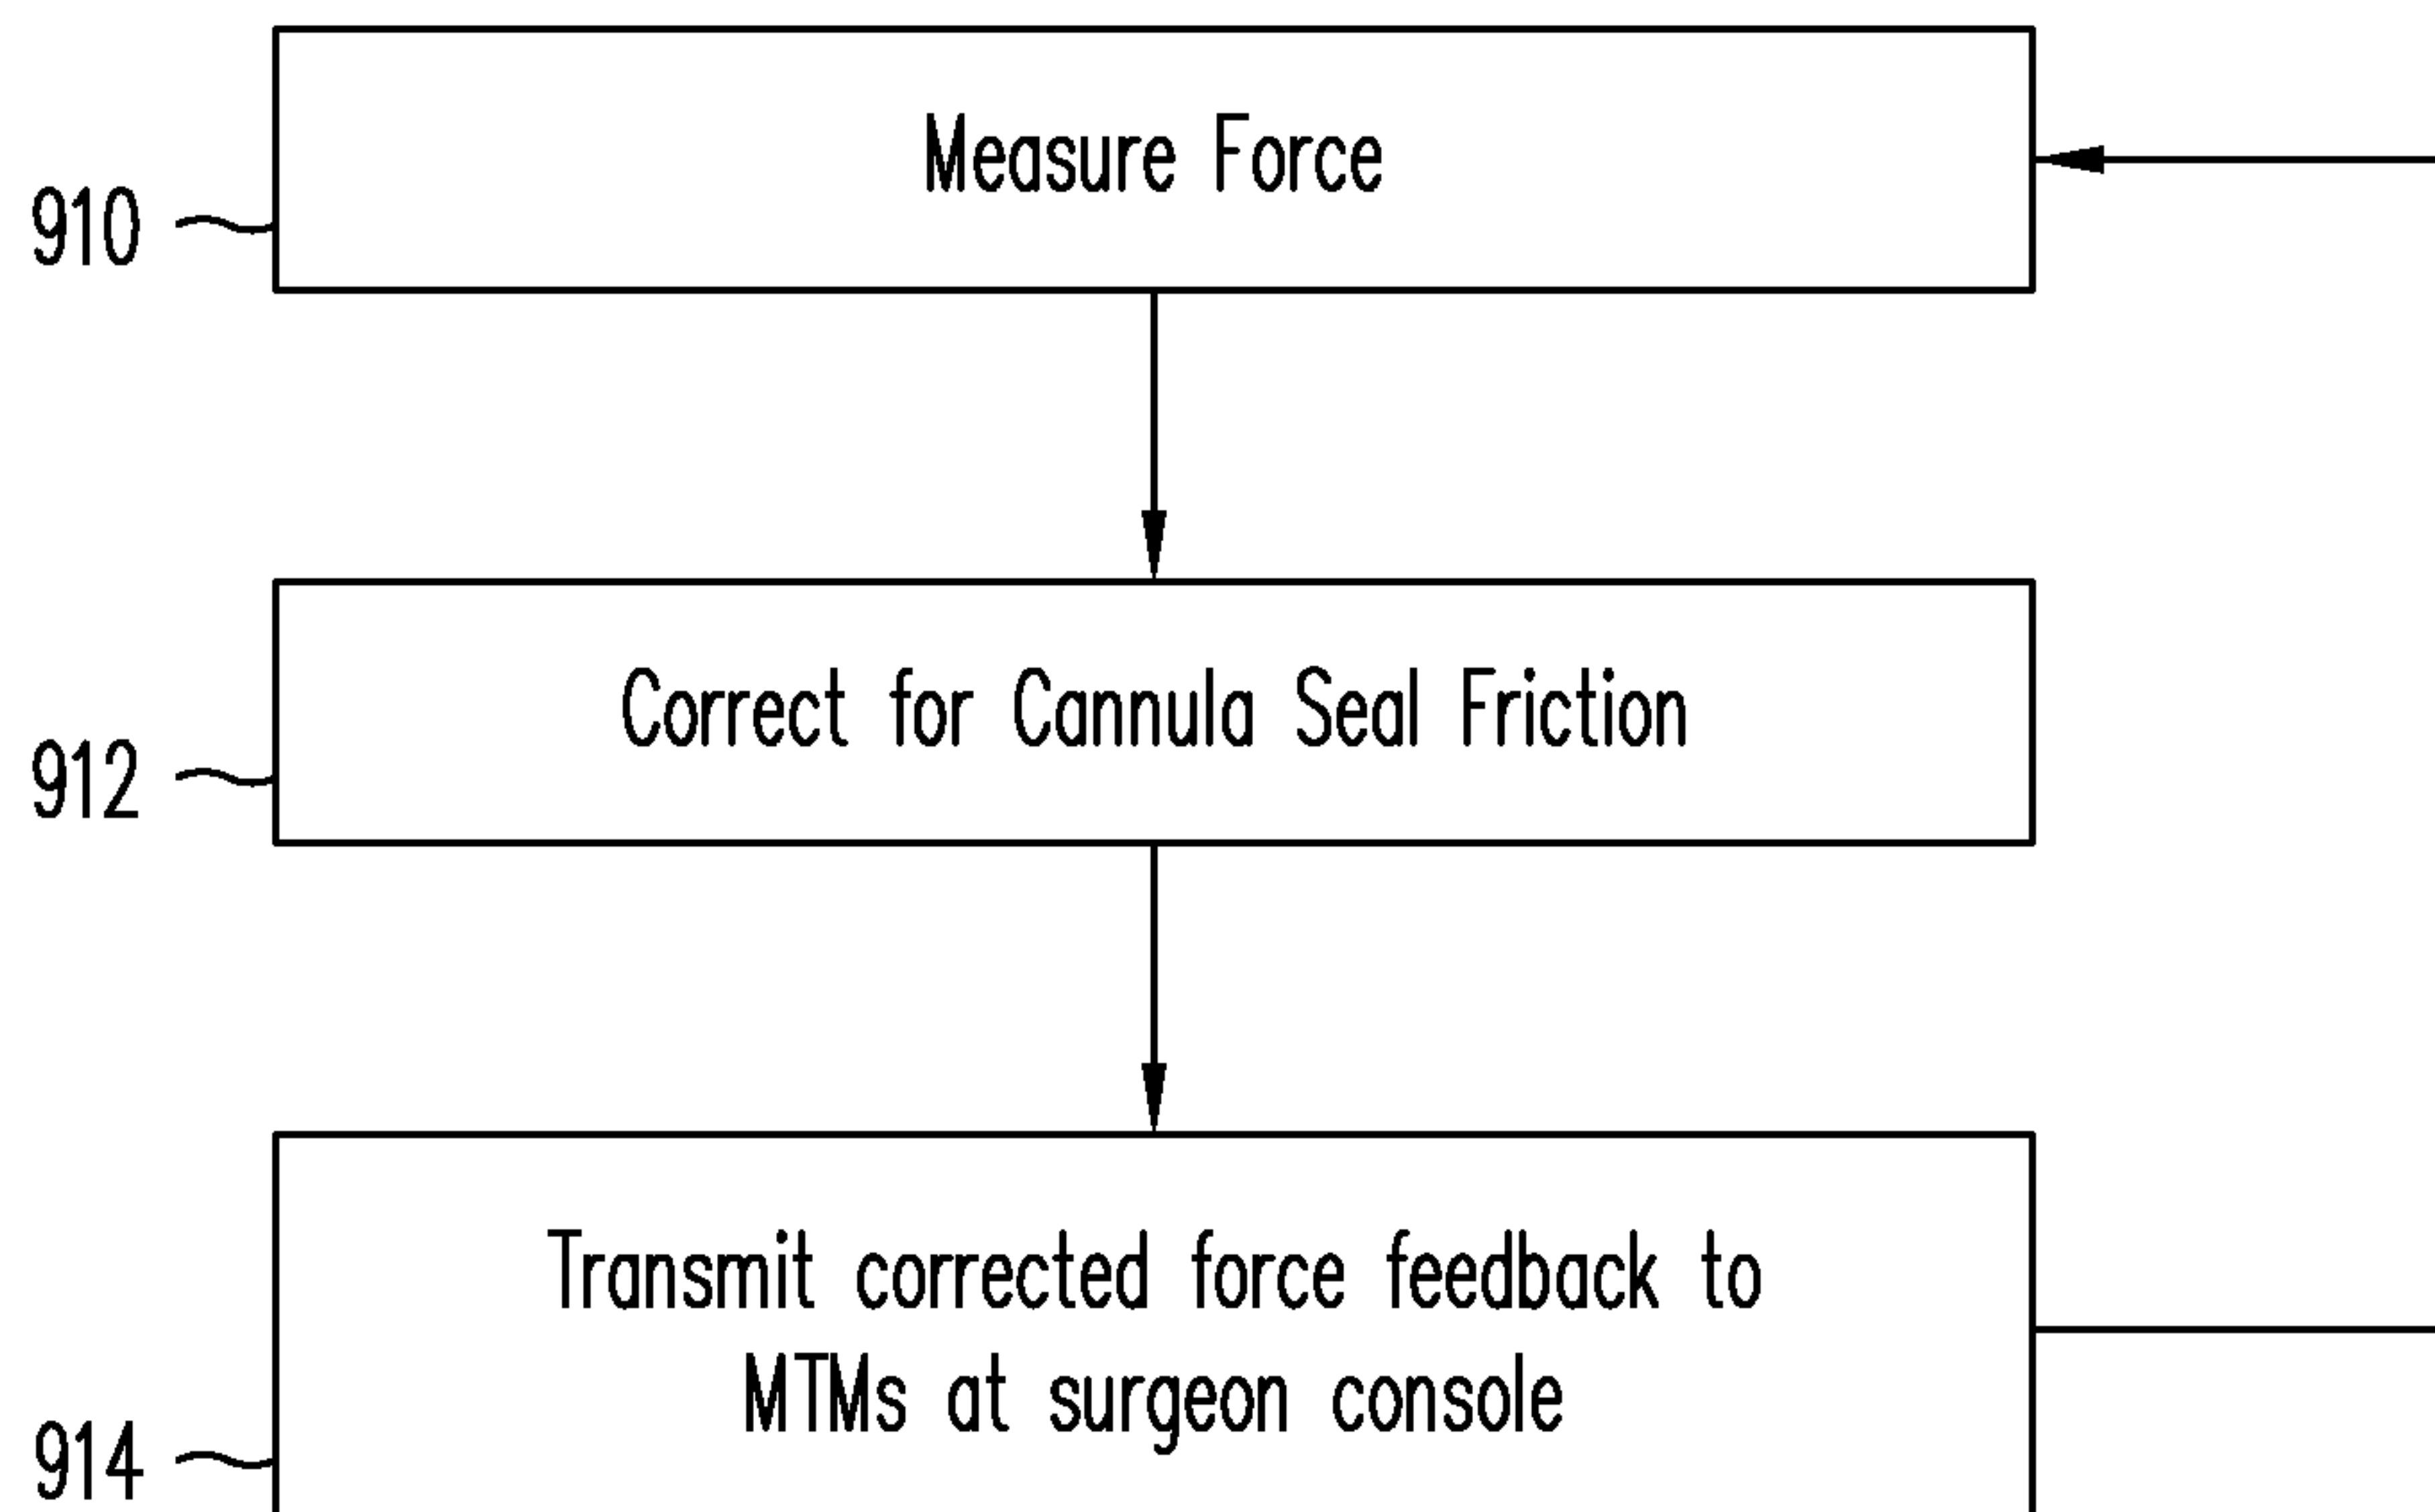 Measure Force
910
Correct for Cannula Seal Friction
912
Transmit corrected force feedback to
MTMs at surgeon console
914